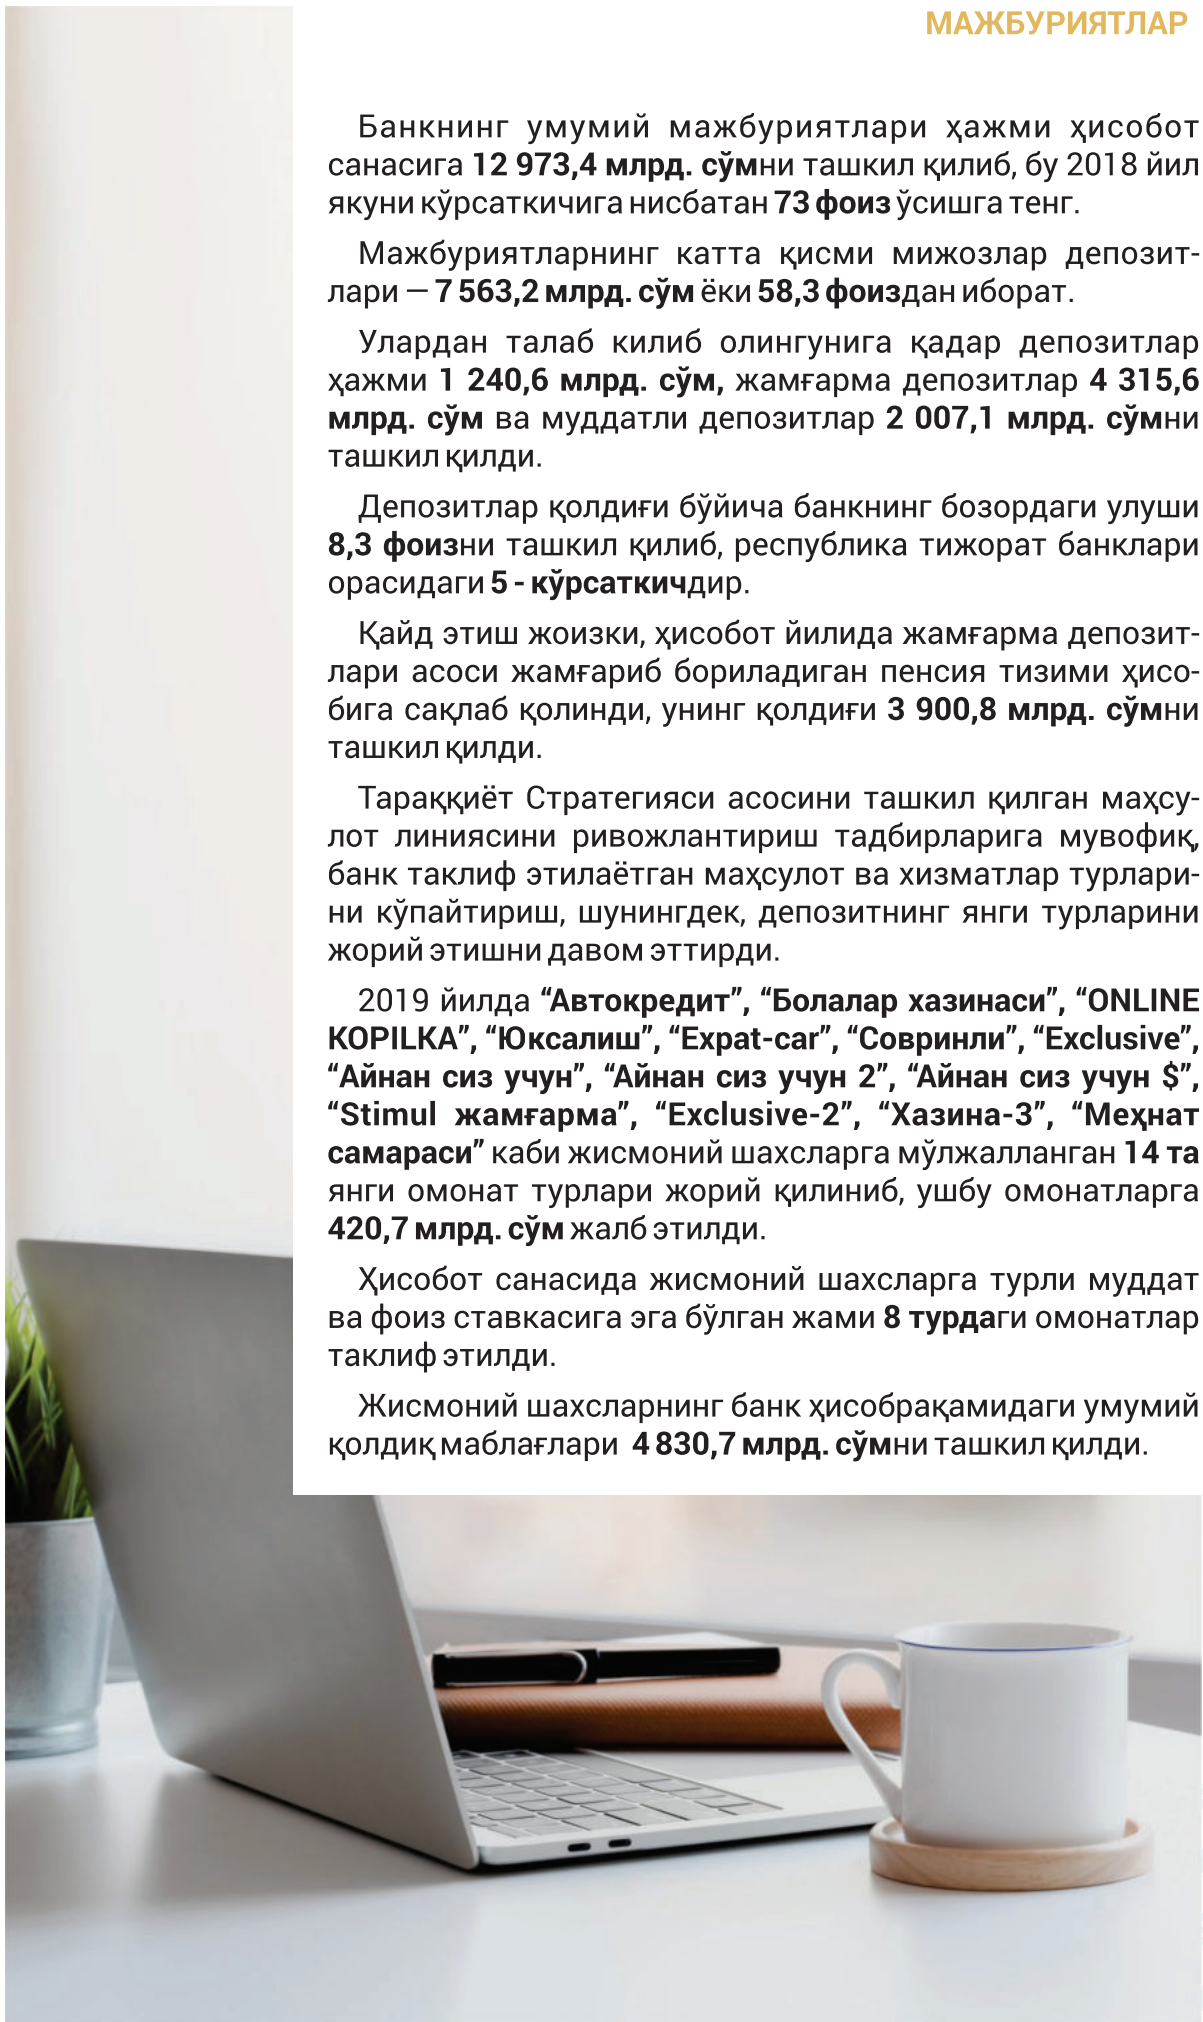 МАЖБУРИЯТЛАР
Банкнинг умумий мажбуриятлари ҳажми ҳисобот
санасига 12 973,4 млрд. сўмни ташкил қилиб, бу 2018 йил
якуни кўрсаткичига нисбатан 73 фоиз ўсишга тенг.
Мажбуриятларнинг катта қисми мижозлар депозит-
лари — 7 563,2 млрд. сўм ёки 58,3 фоиздан иборат.
Улардан талаб килиб олингунига қадар депозитлар
ҳажми 1 240,6 млрд. сўм, жамғарма депозитлар 4 315,6
млрд. сўм ва муддатли депозитлар 2 007,1 млрд. сўмни
ташкил қилди.
Депозитлар қолдиғи бўйича банкнинг бозордаги улуши
8,3 фоизни ташкил қилиб, республика тижорат банклари
орасидаги 5 - кўрсаткичдир.
Қайд этиш жоизки, ҳисобот йилида жамғарма депозит-
лари асоси жамғариб бориладиган пенсия тизими ҳисо-
бига сақлаб қолинди, унинг қолдиғи 3 900,8 млрд. сўмни
ташкил қилди.
Тараққиёт Стратегияси асосини ташкил қилган маҳсу-
лот линиясини ривожлантириш тадбирларига мувофиқ,
банк таклиф этилаётган маҳсулот ва хизматлар турлари-
ни кўпайтириш, шунингдек, депозитнинг янги турларини
жорий этишни давом эттирди.
2019 йилда “Автокредит”, “Болалар хазинаси”, “ONLINE
KOPILKA”, “Юксалиш”, “Expat-car”, “Совринли”, “Exclusive”,
“Айнан сиз учун”, “Айнан сиз учун 2”, “Айнан сиз учун $”,
“Stimul жамғарма”, “Exclusive-2”, “Хазина-3”, “Меҳнат
самараси” каби жисмоний шахсларга мўлжалланган 14 та
янги омонат турлари жорий қилиниб, ушбу омонатларга
420,7 млрд. сўм жалб этилди.
Ҳисобот санасида жисмоний шахсларга турли муддат
ва фоиз ставкасига эга бўлган жами 8 турдаги омонатлар
таклиф этилди.
Жисмоний шахсларнинг банк ҳисобрақамидаги умумий
қолдиқ маблағлари 4 830,7 млрд. сўмни ташкил қилди.